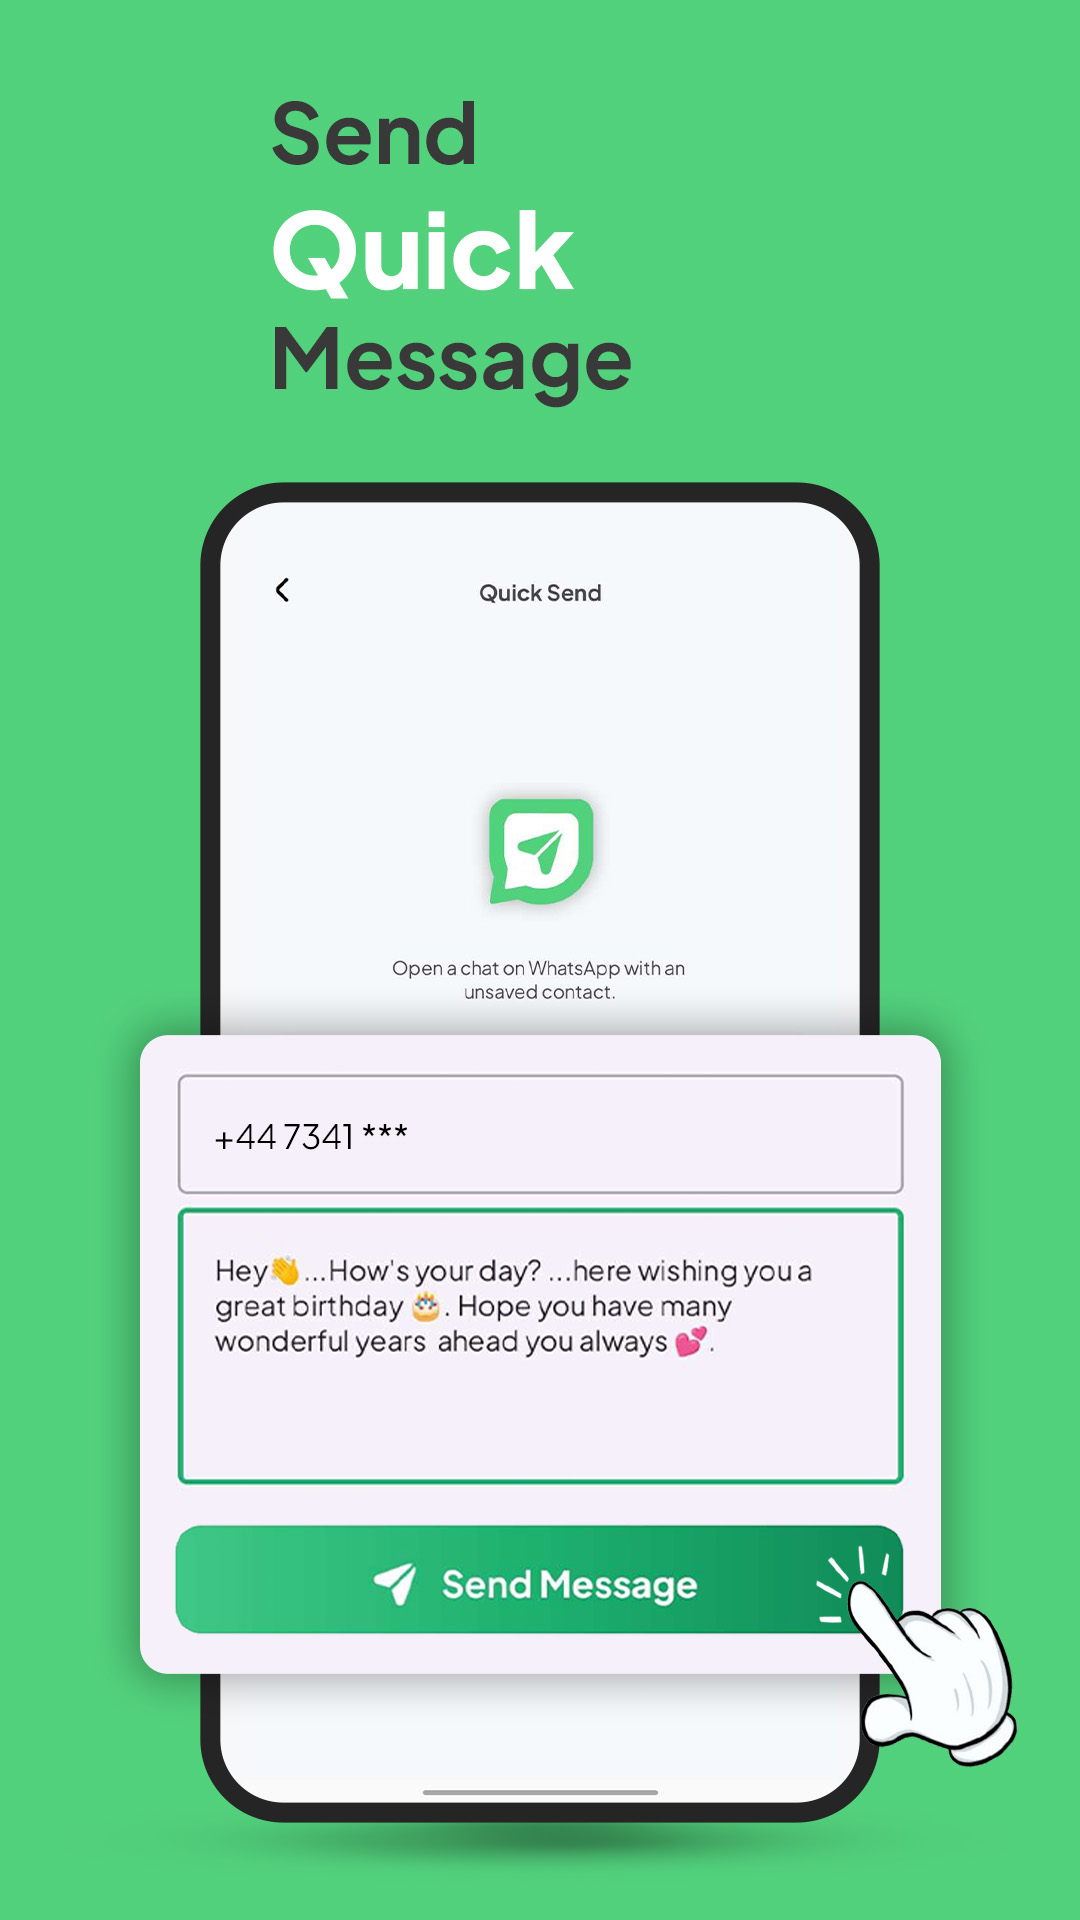 Send
Quick
Message
Quick Send
Open a chat on WhatsApp with an
unsaved contact.
+44 7341 ***
Hey👋...How's your day? ...here wishing you a
great birthday 🎂. Hope you have many
wonderful years ahead you always 💕.
Send Message